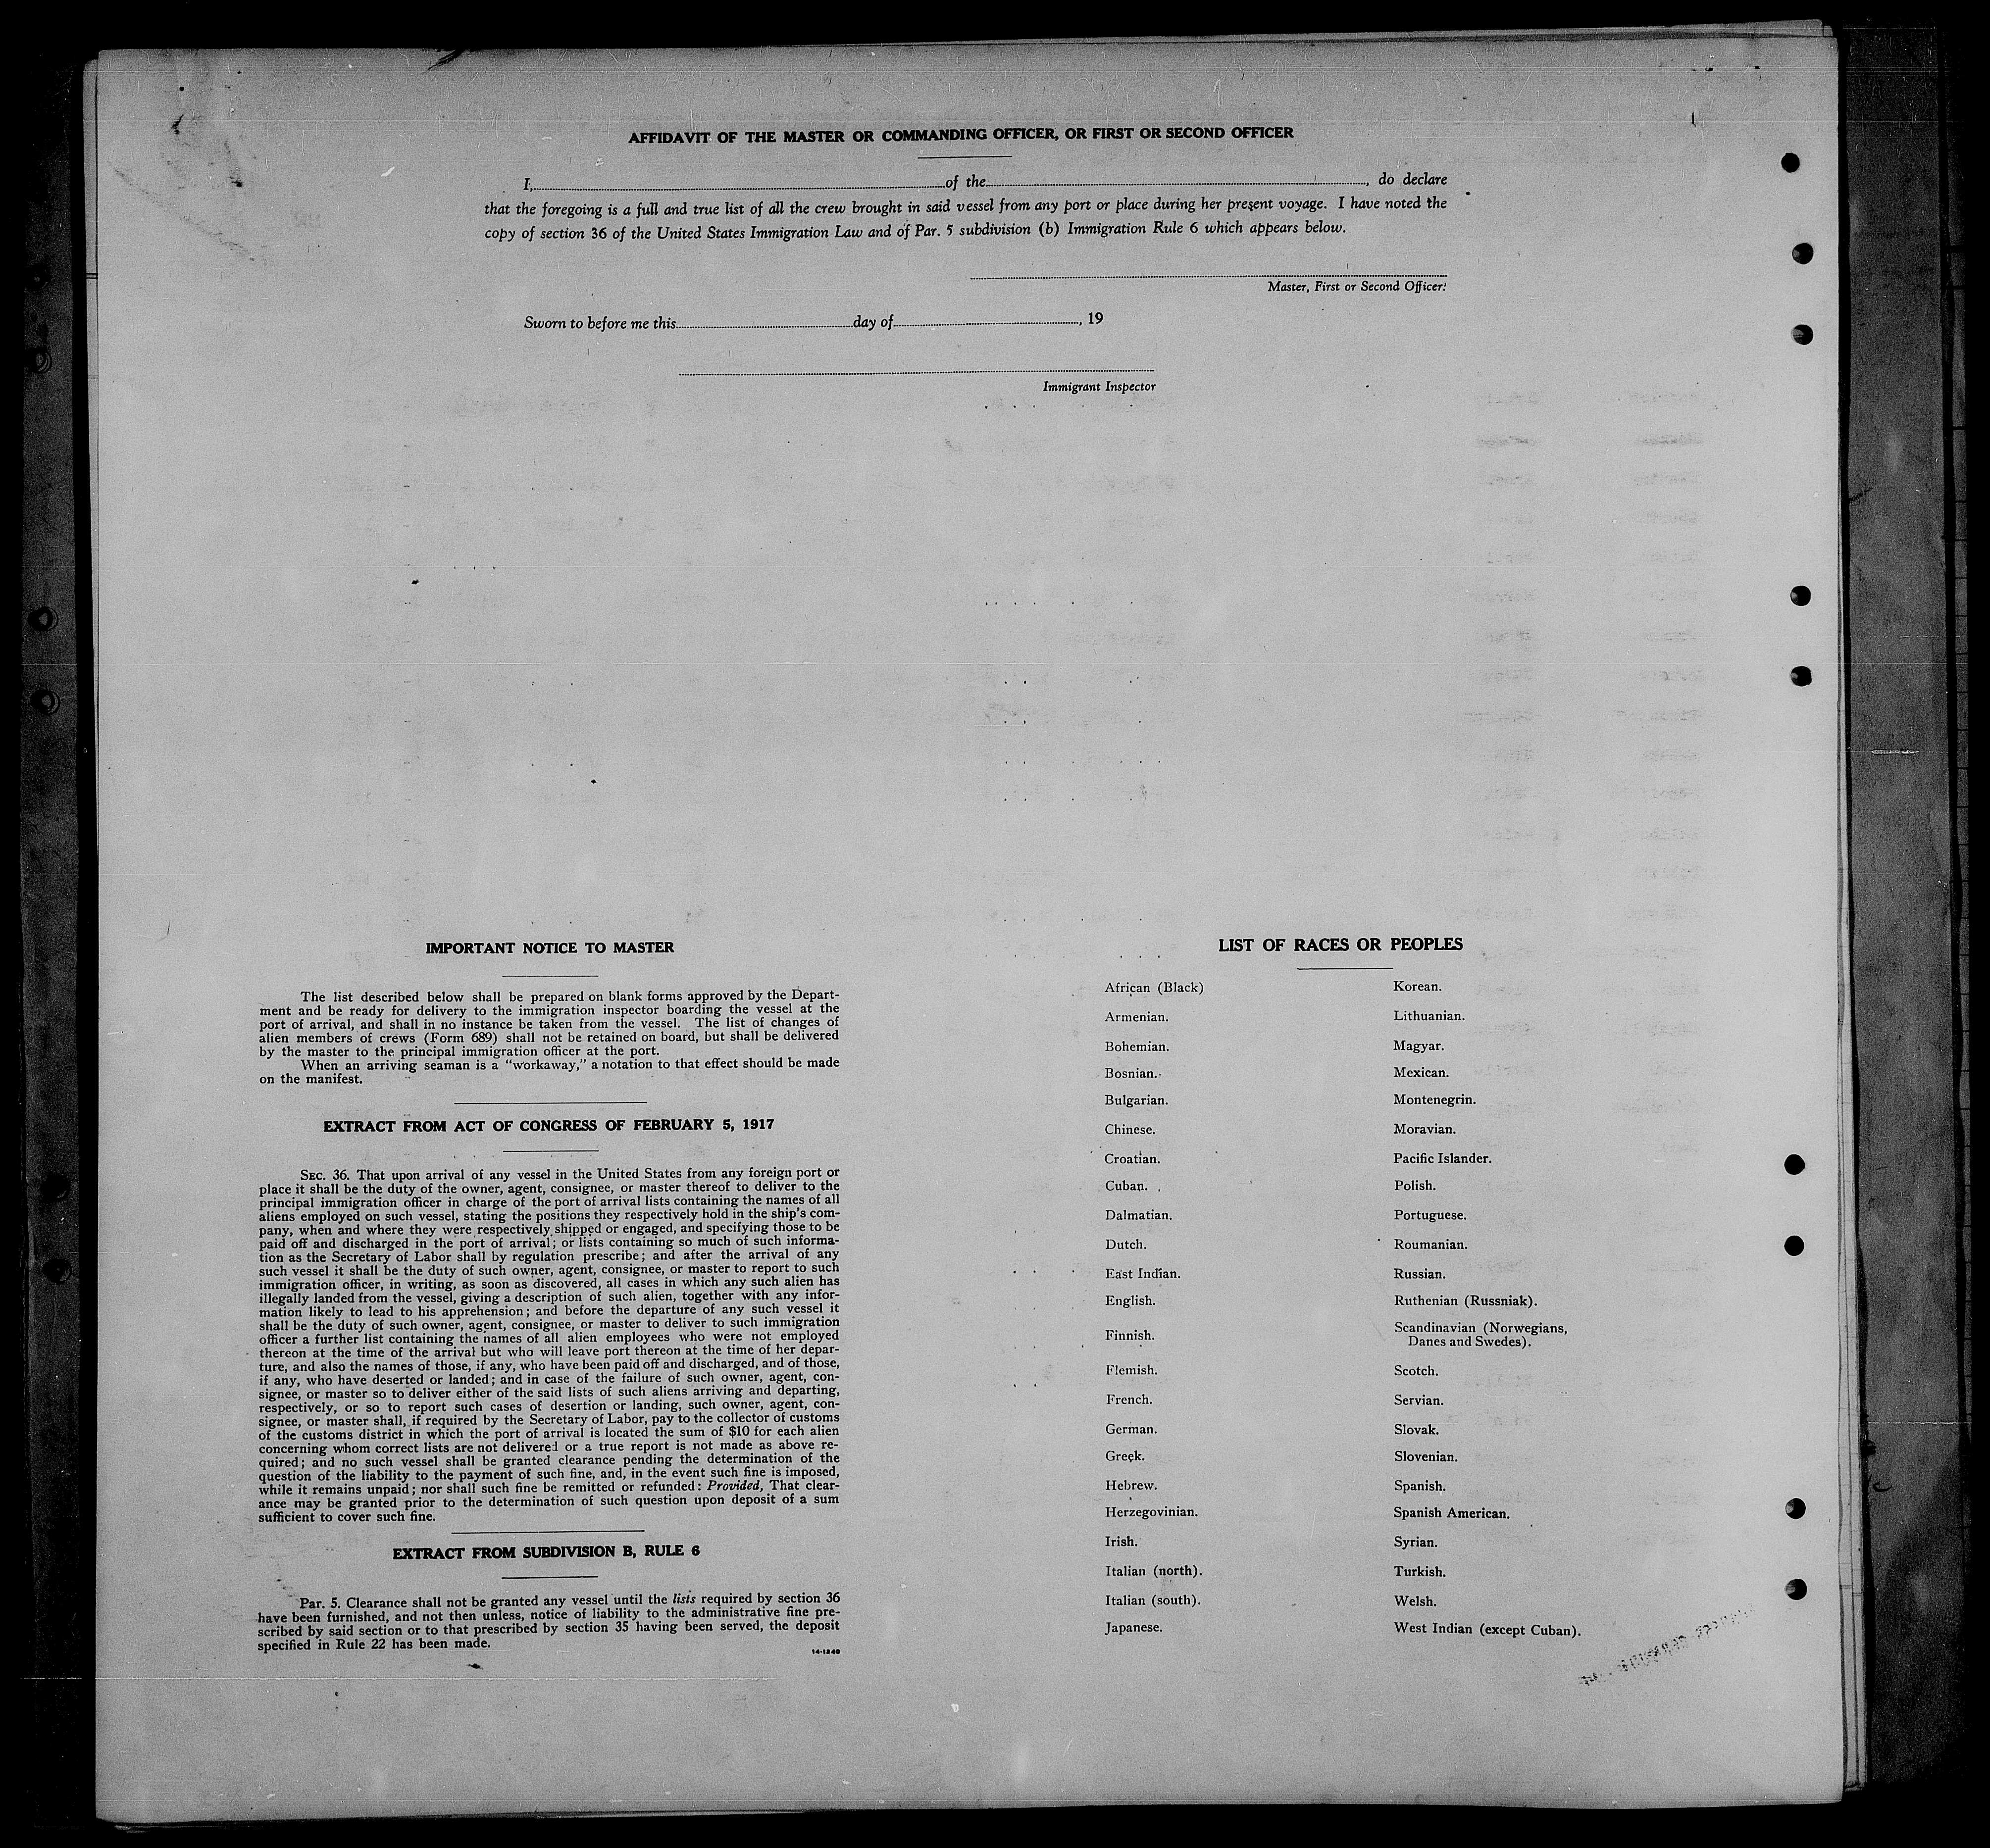 AFFIDAVIT OF THE MASTER OR COMMANDING OFFICER, OR FIRST OR SECOND OFFICER
I, of the , do declare
that the foregoing is a full and true list of all the crew brought in said vessel from any port or place during her present voyage. I have noted the
copy of section 36 of the United States Immigration Law and of Par. 5 subdivision (b) Immigration Rule 6 which appears below.
Master, First or Second Officer.
Sworn to before me this day of , 19
Immigrant Inspector
IMPORTANT NOTICE TO MASTER
The list described below shall be prepared on blank forms approved by the Depart-
ment and be ready for delivery to the immigration inspector boarding the vessel at the
port of arrival, and shall in no instance be taken from the vessel. The list of changes of
alien members of crews (Form 689) shall not be retained on board, but shall be delivered
by the master to the principal immigration officer at the port.
When an arriving seaman is a "workaway," a notation to that effect should be made
on the manifest.
EXTRACT FROM ACT OF CONGRESS OF FEBRUARY 5, 1917
SEC. 36. That upon arrival of any vessel in the United States from any foreign port or
place it shall be the duty of the owner, agent, consignee, or master thereof to deliver to the
principal immigration officer in charge of the port of arrival lists containing the names of all
aliens employed on such vessel, stating the positions they respectively hold in the ship's com-
pany, when and where they were respectively shipped or engaged, and specifying those to be
paid off and discharged in the port of arrival; or lists containing so much of such informa-
tion as the Secretary of Labor shall by regulation prescribe; and after the arrival of any
such vessel it shall be the duty of such owner, agent, consignee, or master to report to such
immigration officer, in writing, as soon as discovered, all cases in which any such alien has
illegally landed from the vessel, giving a description of such alien, together with any infor-
mation likely to lead to his apprehension; and before the departure of any such vessel it
shall be the duty of such owner, agent, consignee, or master to deliver to such immigration
officer a further list containing the names of all alien employees who were not employed
thereon at the time of the arrival but who will leave port thereon at the time of her depar-
ture, and also the names of those, if any, who have been paid off and discharged, and of those,
if any, who have deserted or landed; and in case of the failure of such owner, agent, con-
signee, or master so to deliver either of the said lists of such aliens arriving and departing,
respectively, or so to report such cases of desertion or landing, such owner, agent, con-
signee, or master shall, if required by the Secretary of Labor, pay to the collector of customs
of the customs district in which the port of arrival is located the sum of $10 for each alien
concerning whom correct lists are not delivered or a true report is not made as above re-
quired; and no such vessel shall be granted clearance pending the determination of the
question of the liability to the payment of such fine, and, in the event such fine is imposed,
while it remains unpaid; nor shall such fine be remitted or refunded: Provided, That clear-
ance may be granted prior to the determination of such question upon deposit of a sum
sufficient to cover such fine.
EXTRACT FROM SUBDIVISION B, RULE 6
Par. 5. Clearance shall not be granted any vessel until the lists required by section 36
have been furnished, and not then unless, notice of liability to the administrative fine pre-
scribed by said section or to that prescribed by section 35 having been served, the deposit
specified in Rule 22 has been made.
14-1240
LIST OF RACES OR PEOPLES
African (Black)
Armenian.
Bohemian.
Bosnian.
Bulgarian.
Chinese.
Croatian.
Cuban.
Dalmatian.
Dutch.
East Indian.
English.
Finnish.
Flemish.
French.
German.
Greek.
Hebrew.
Herzegovinian.
Irish.
Italian (north).
Italian (south).
Japanese.
Korean.
Lithuanian.
Magyar.
Mexican.
Montenegrin.
Moravian.
Pacific Islander.
Polish.
Portuguese.
Roumanian.
Russian.
Ruthenian (Russniak).
Scandinavian (Norwegians,
Danes and Swedes).
Scotch.
Servian.
Slovak.
Slovenian.
Spanish.
Spanish American.
Syrian.
Turkish.
Welsh.
West Indian (except Cuban).